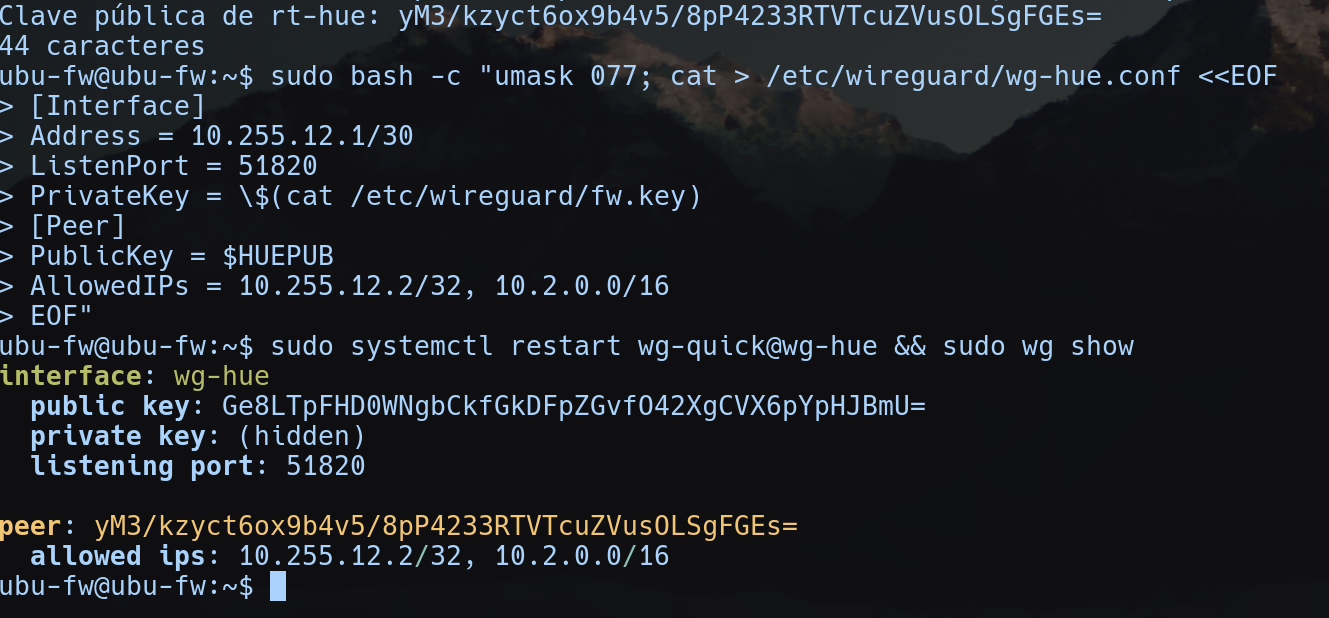 Clave pública de rt-hue: yM3/kzyct6ox9b4v5/8pP4233RTVTcuZVusOLSgFGEs=
44 caracteres
ubu-fw@ubu-fw:~$ sudo bash -c "umask 077; cat > /etc/wireguard/wg-hue.conf <<EOF
> [Interface]
> Address = 10.255.12.1/30
> ListenPort = 51820
> PrivateKey = \$(cat /etc/wireguard/fw.key)
> [Peer]
> PublicKey = $HUEPUB
> AllowedIPs = 10.255.12.2/32, 10.2.0.0/16
> EOF"
ubu-fw@ubu-fw:~$ sudo systemctl restart wg-quick@wg-hue && sudo wg show
interface: wg-hue
  public key: Ge8LTpFHD0WNgbCkfGkDFpZGvfO42XgCVX6pYpHJBmU=
  private key: (hidden)
  listening port: 51820

peer: yM3/kzyct6ox9b4v5/8pP4233RTVTcuZVusOLSgFGEs=
  allowed ips: 10.255.12.2/32, 10.2.0.0/16
ubu-fw@ubu-fw:~$